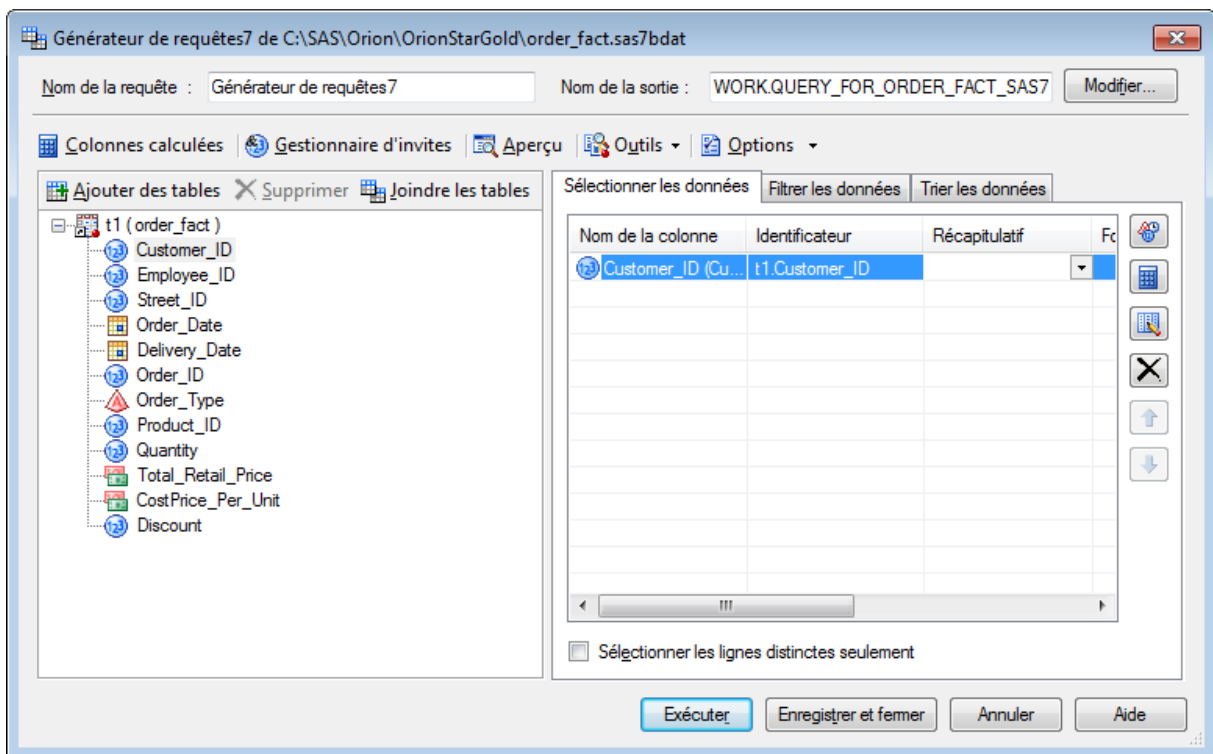 Générateur de requêtes7 de C:\SAS\Orion\OrionStarGold\order_fact.sas7bdat
Nom de la requête : Générateur de requêtes7 Nom de la sortie : WORK.QUERY_FOR_ORDER_FACT_SAS7 Modifier...
Colonnes calculées Gestionnaire d'invites Aperçu Outils Options
Ajouter des tables Supprimer Joindre les tables
t1 (order_fact )
Customer_ID
Employee_ID
Street_ID
Order_Date
Delivery_Date
Order_ID
Order_Type
Product_ID
Quantity
Total_Retail_Price
CostPrice_Per_Unit
Discount
Sélectionner les données Filtrer les données Trier les données
Nom de la colonne Identificateur Récapitulatif Fc
Customer_ID (Cu... t1.Customer_ID
Sélectionner les lignes distinctes seulement
Exécuter Enregistrer et fermer Annuler Aide